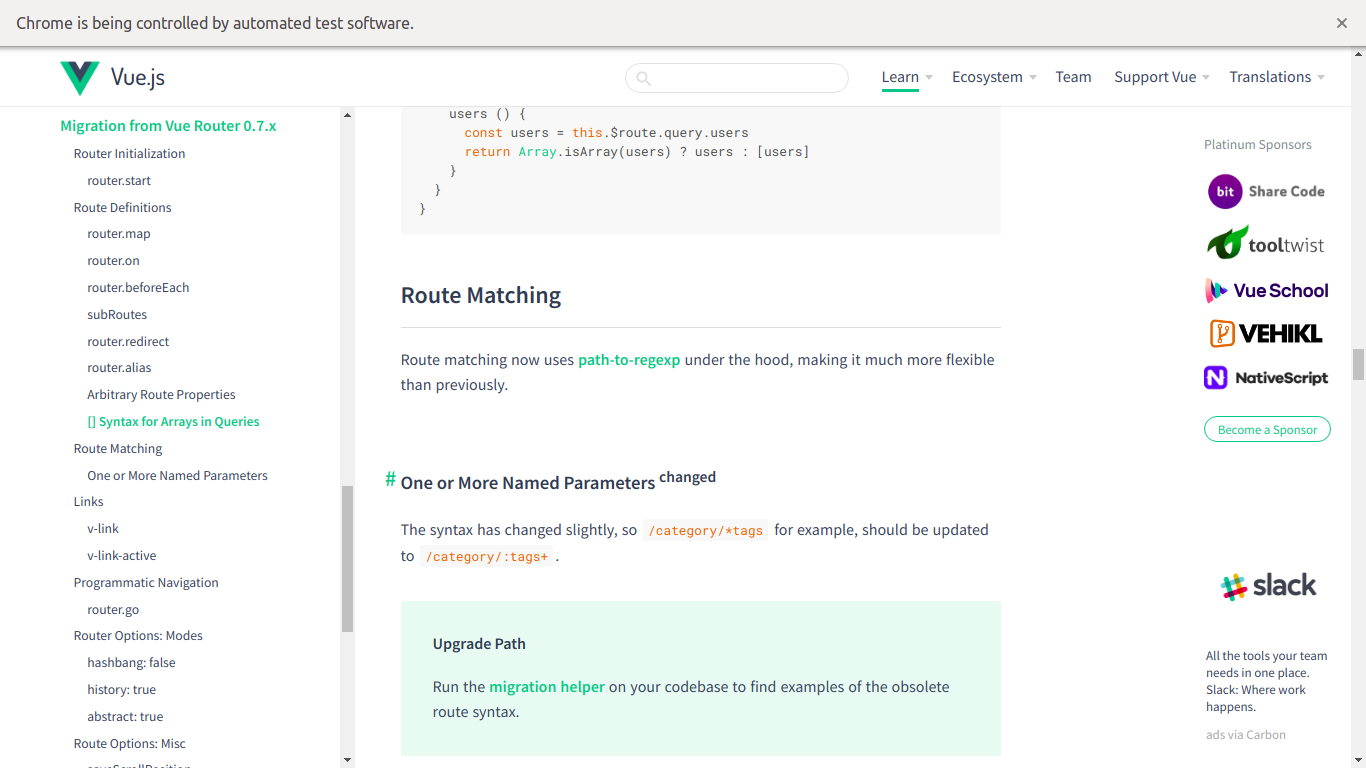 Chrome is being controlled by automated test software.
Vue.js
Learn
Ecosystem
Team
Support Vue
Translations
Migration from Vue Router 0.7.x
Router Initialization
router.start
Route Definitions
router.map
router.on
router.beforeEach
subRoutes
router.redirect
router.alias
Arbitrary Route Properties
[] Syntax for Arrays in Queries
Route Matching
One or More Named Parameters
Links
v-link
v-link-active
Programmatic Navigation
router.go
Router Options: Modes
hashbang: false
history: true
abstract: true
Route Options: Misc
saveScrollPosition
users () {
const users = this.$route.query.users
return Array.isArray(users) ? users : [users]
}
}
}
Route Matching
Route matching now uses path-to-regexp under the hood, making it much more flexible
than previously.
# One or More Named Parameters changed
The syntax has changed slightly, so /category/*tags for example, should be updated
to /category/:tags+ .
Upgrade Path
Run the migration helper on your codebase to find examples of the obsolete
route syntax.
Platinum Sponsors
bit Share Code
tooltwist
Vue School
VEHIKL
NativeScript
Become a Sponsor
slack
All the tools your team
needs in one place.
Slack: Where work
happens.
ads via Carbon